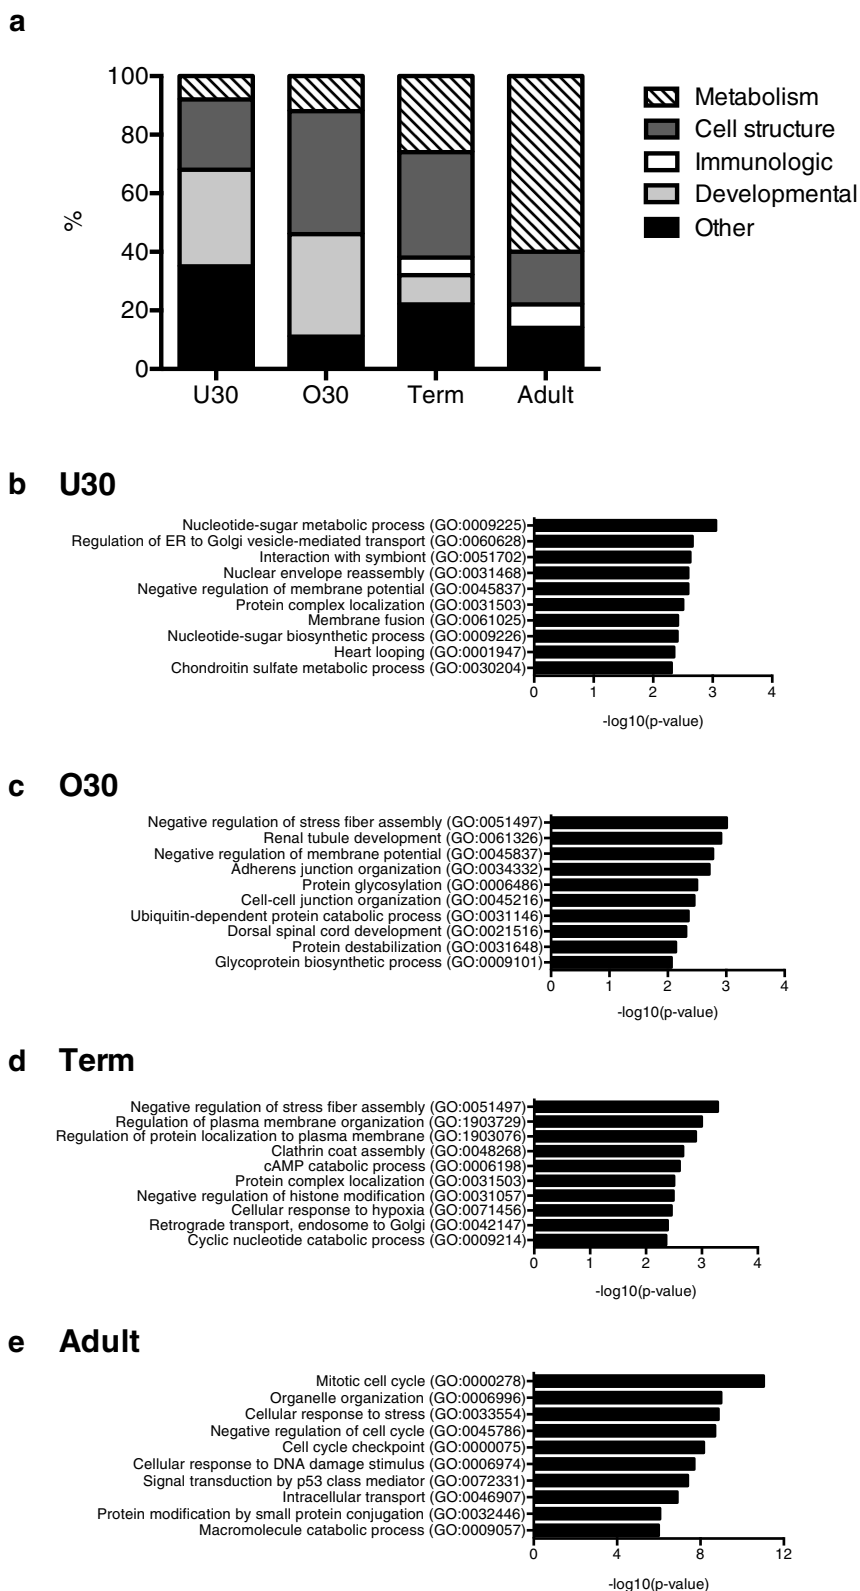 a
100
80
60
40
20
0
%
U30 O30 Term Adult
Metabolism
Cell structure
Immunologic
Developmental
Other
b U30
Nucleotide-sugar metabolic process (GO:0009225)
Regulation of ER to Golgi vesicle-mediated transport (GO:0060628)
Interaction with symbiont (GO:0051702)
Nuclear envelope reassembly (GO:0031468)
Negative regulation of membrane potential (GO:0045837)
Protein complex localization (GO:0031503)
Membrane fusion (GO:0061025)
Nucleotide-sugar biosynthetic process (GO:0009226)
Heart looping (GO:0001947)
Chondroitin sulfate metabolic process (GO:0030204)
0 1 2 3 4
-log10(p-value)
c O30
Negative regulation of stress fiber assembly (GO:0051497)
Renal tubule development (GO:0061326)
Negative regulation of membrane potential (GO:0045837)
Adherens junction organization (GO:0034332)
Protein glycosylation (GO:0006486)
Cell-cell junction organization (GO:0045216)
Ubiquitin-dependent protein catabolic process (GO:0031146)
Dorsal spinal cord development (GO:0021516)
Protein destabilization (GO:0031648)
Glycoprotein biosynthetic process (GO:0009101)
0 1 2 3 4
-log10(p-value)
d Term
Negative regulation of stress fiber assembly (GO:0051497)
Regulation of plasma membrane organization (GO:1903729)
Regulation of protein localization to plasma membrane (GO:1903076)
Clathrin coat assembly (GO:0048268)
cAMP catabolic process (GO:0006198)
Protein complex localization (GO:0031503)
Negative regulation of histone modification (GO:0031057)
Cellular response to hypoxia (GO:0071456)
Retrograde transport, endosome to Golgi (GO:0042147)
Cyclic nucleotide catabolic process (GO:0009214)
0 1 2 3 4
-log10(p-value)
e Adult
Mitotic cell cycle (GO:0000278)
Organelle organization (GO:0006996)
Cellular response to stress (GO:0033554)
Negative regulation of cell cycle (GO:0045786)
Cell cycle checkpoint (GO:0000075)
Cellular response to DNA damage stimulus (GO:0006974)
Signal transduction by p53 class mediator (GO:0072331)
Intracellular transport (GO:0046907)
Protein modification by small protein conjugation (GO:0032446)
Macromolecule catabolic process (GO:0009057)
0 4 8 12
-log10(p-value)